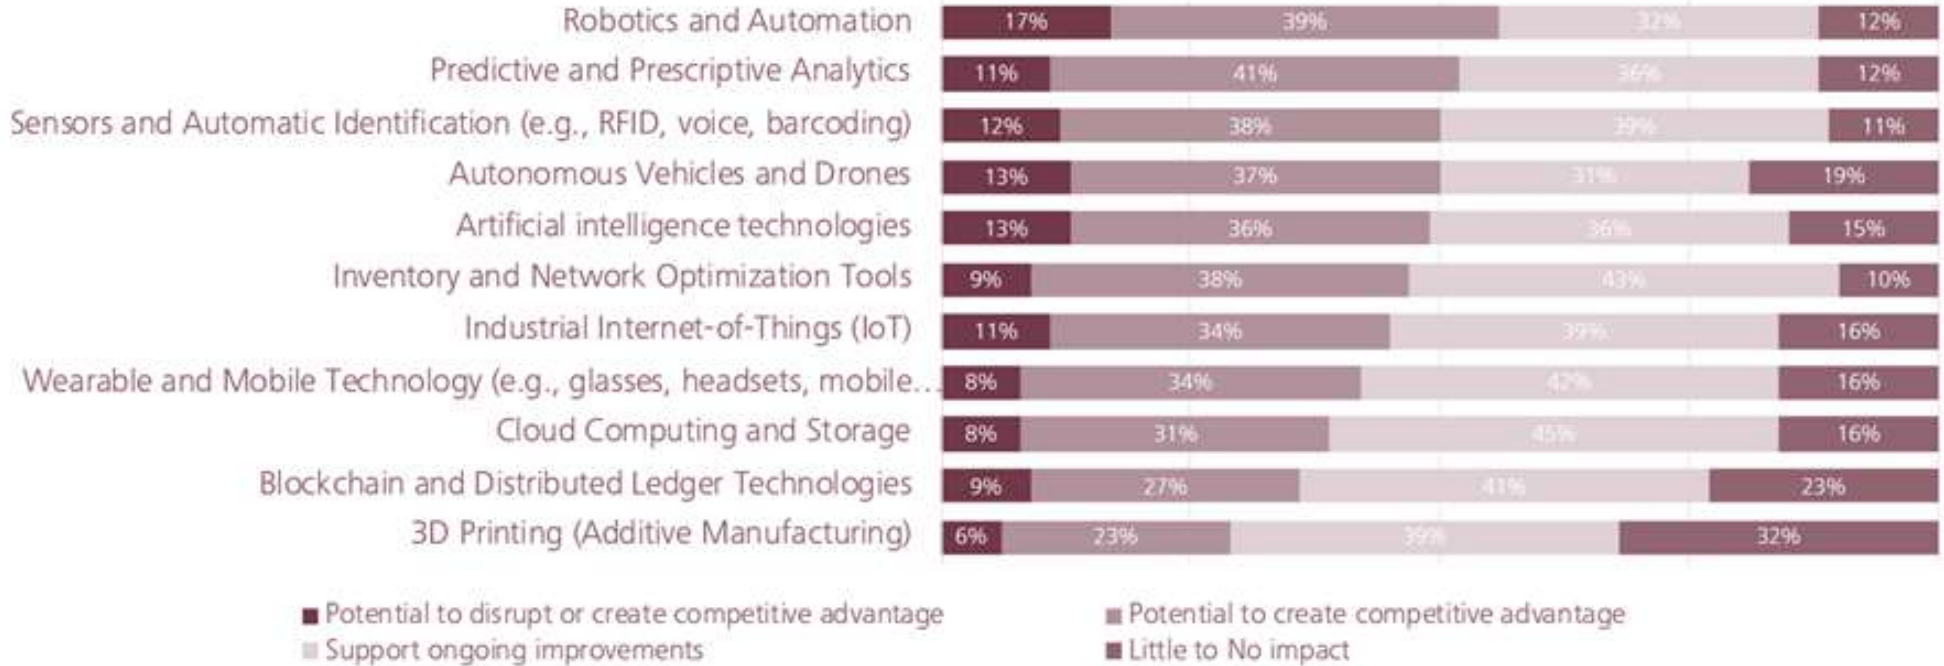 Robotics and Automation 17% 39% 32% 12%
Predictive and Prescriptive Analytics 11% 41% 36% 12%
Sensors and Automatic Identification (e.g., RFID, voice, barcoding) 12% 38% 39% 11%
Autonomous Vehicles and Drones 13% 37% 31% 19%
Artificial intelligence technologies 13% 36% 36% 15%
Inventory and Network Optimization Tools 9% 38% 43% 10%
Industrial Internet-of-Things (IoT) 11% 34% 39% 16%
Wearable and Mobile Technology (e.g., glasses, headsets, mobile... 8% 34% 42% 16%
Cloud Computing and Storage 8% 31% 45% 16%
Blockchain and Distributed Ledger Technologies 9% 27% 41% 23%
3D Printing (Additive Manufacturing) 6% 23% 39% 32%
Potential to disrupt or create competitive advantage Potential to create competitive advantage
Support ongoing improvements Little to No impact